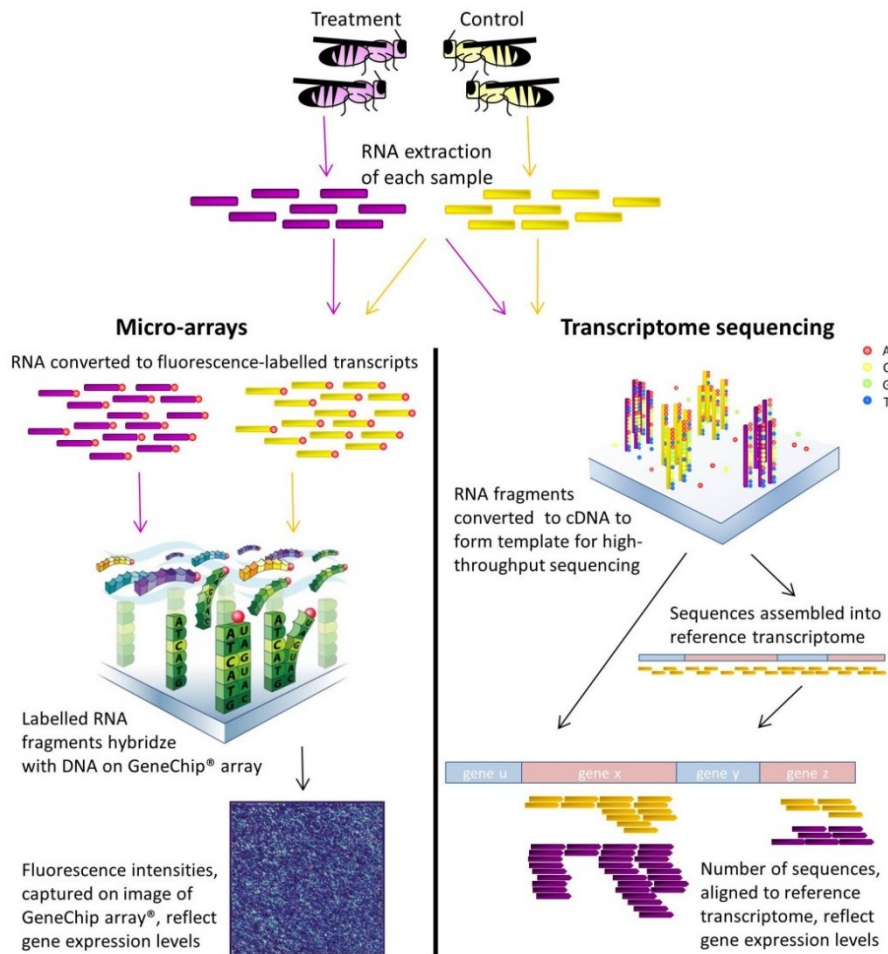 Treatment
Control
RNA extraction
of each sample
Micro-arrays
RNA converted to fluorescence-labelled transcripts
A
T
C
A
T
G
U
A
G
U
A
C
Labelled RNA
fragments hybridze
with DNA on GeneChip® array
Fluorescence intensities,
captured on image of
GeneChip array®, reflect
gene expression levels
Transcriptome sequencing
A
G
T
RNA fragments
converted to cDNA to
form template for high-
throughput sequencing
Sequences assembled into
reference transcriptome
gene u
gene x
gene y
gene z
Number of sequences,
aligned to reference
transcriptome, reflect
gene expression levels